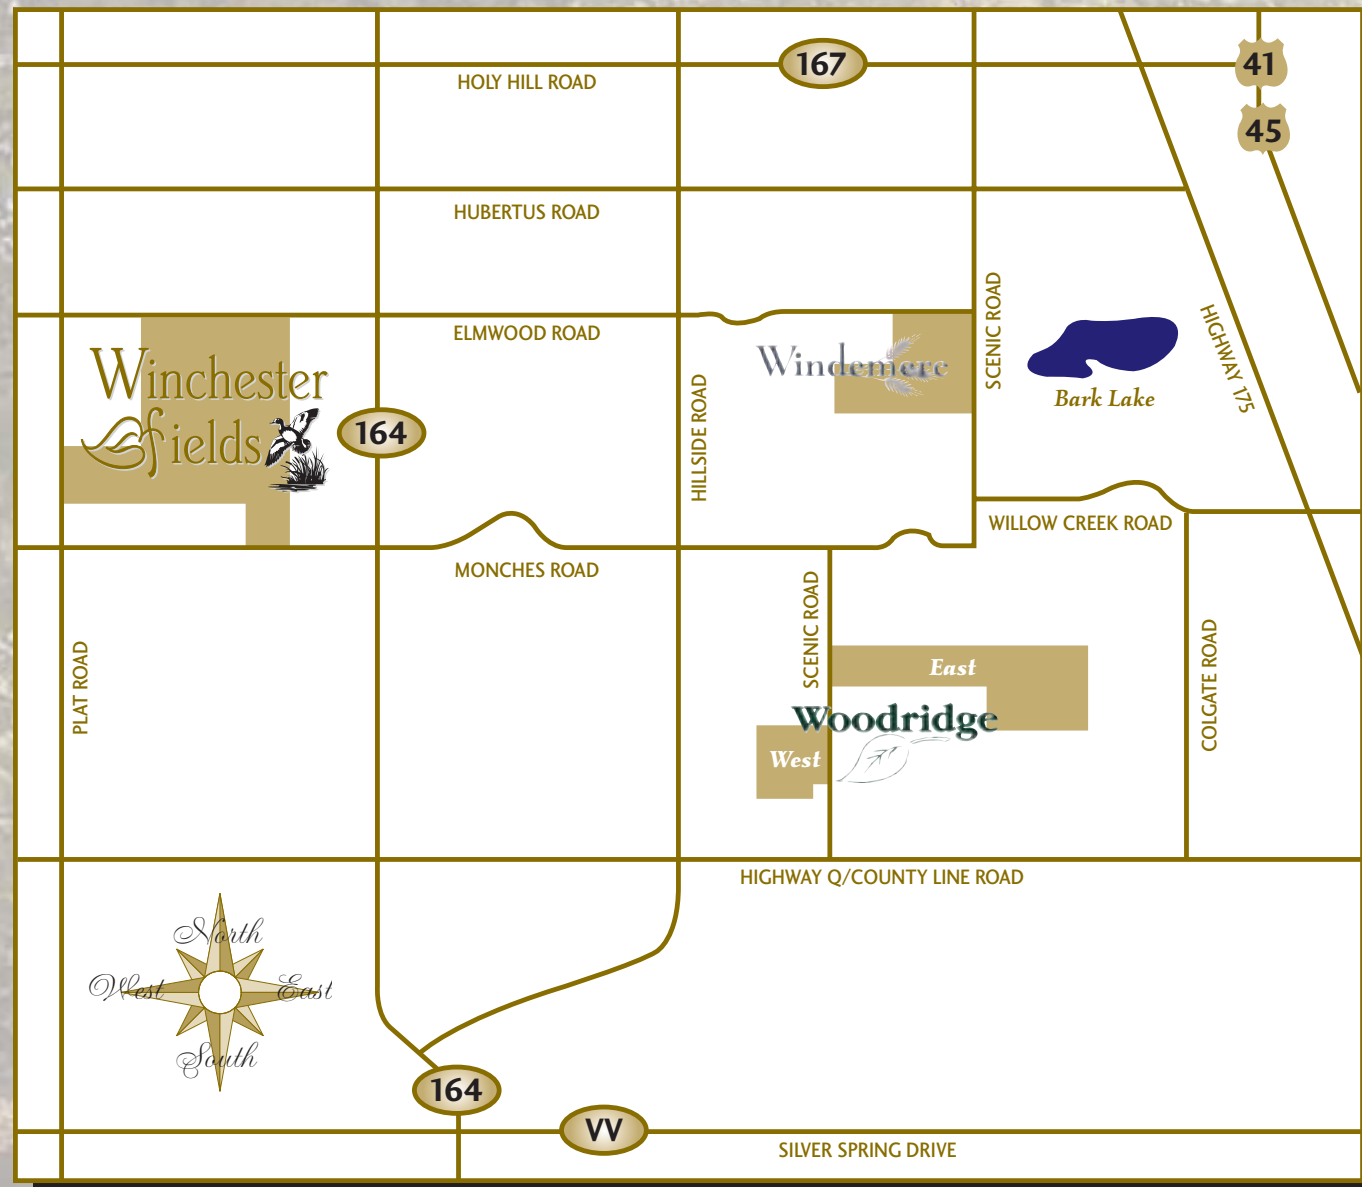 167
41
HOLY HILL ROAD
45
HUBERTUS ROAD
ELMWOOD ROAD
SCENIC ROAD
HIGHWAY 175
Winchester
Fields
Windemere
Bark Lake
164
HILLSIDE ROAD
WILLOW CREEK ROAD
MONCHES ROAD
SCENIC ROAD
PLAT ROAD
East
COLGATE ROAD
Woodridge
West
HIGHWAY Q/COUNTY LINE ROAD
North
West
East
South
164
VV
SILVER SPRING DRIVE